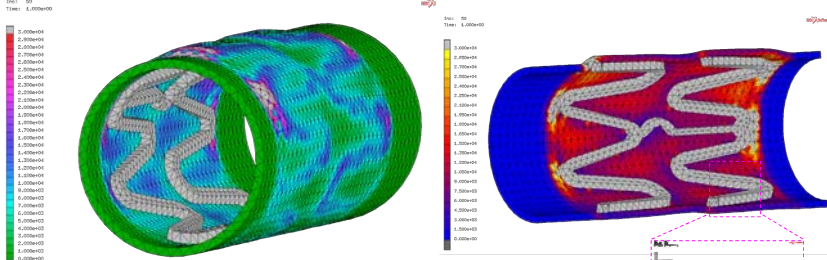 Inc: 50
Time: 1.000e+00
3.000e+04
2.900e+04
2.800e+04
2.700e+04
2.600e+04
2.500e+04
2.400e+04
2.300e+04
2.200e+04
2.100e+04
2.000e+04
1.900e+04
1.800e+04
1.700e+04
1.600e+04
1.500e+04
1.400e+04
1.300e+04
1.200e+04
1.100e+04
1.000e+04
9.000e+03
8.000e+03
7.000e+03
6.000e+03
5.000e+03
4.000e+03
3.000e+03
2.000e+03
1.000e+03
0.000e+00
Inc: 50
Time: 1.000e+00
3.000e+04
2.850e+04
2.700e+04
2.550e+04
2.400e+04
2.250e+04
2.100e+04
1.950e+04
1.800e+04
1.650e+04
1.500e+04
1.350e+04
1.200e+04
1.050e+04
9.000e+03
7.500e+03
6.000e+03
4.500e+03
3.000e+03
1.500e+03
0.000e+00